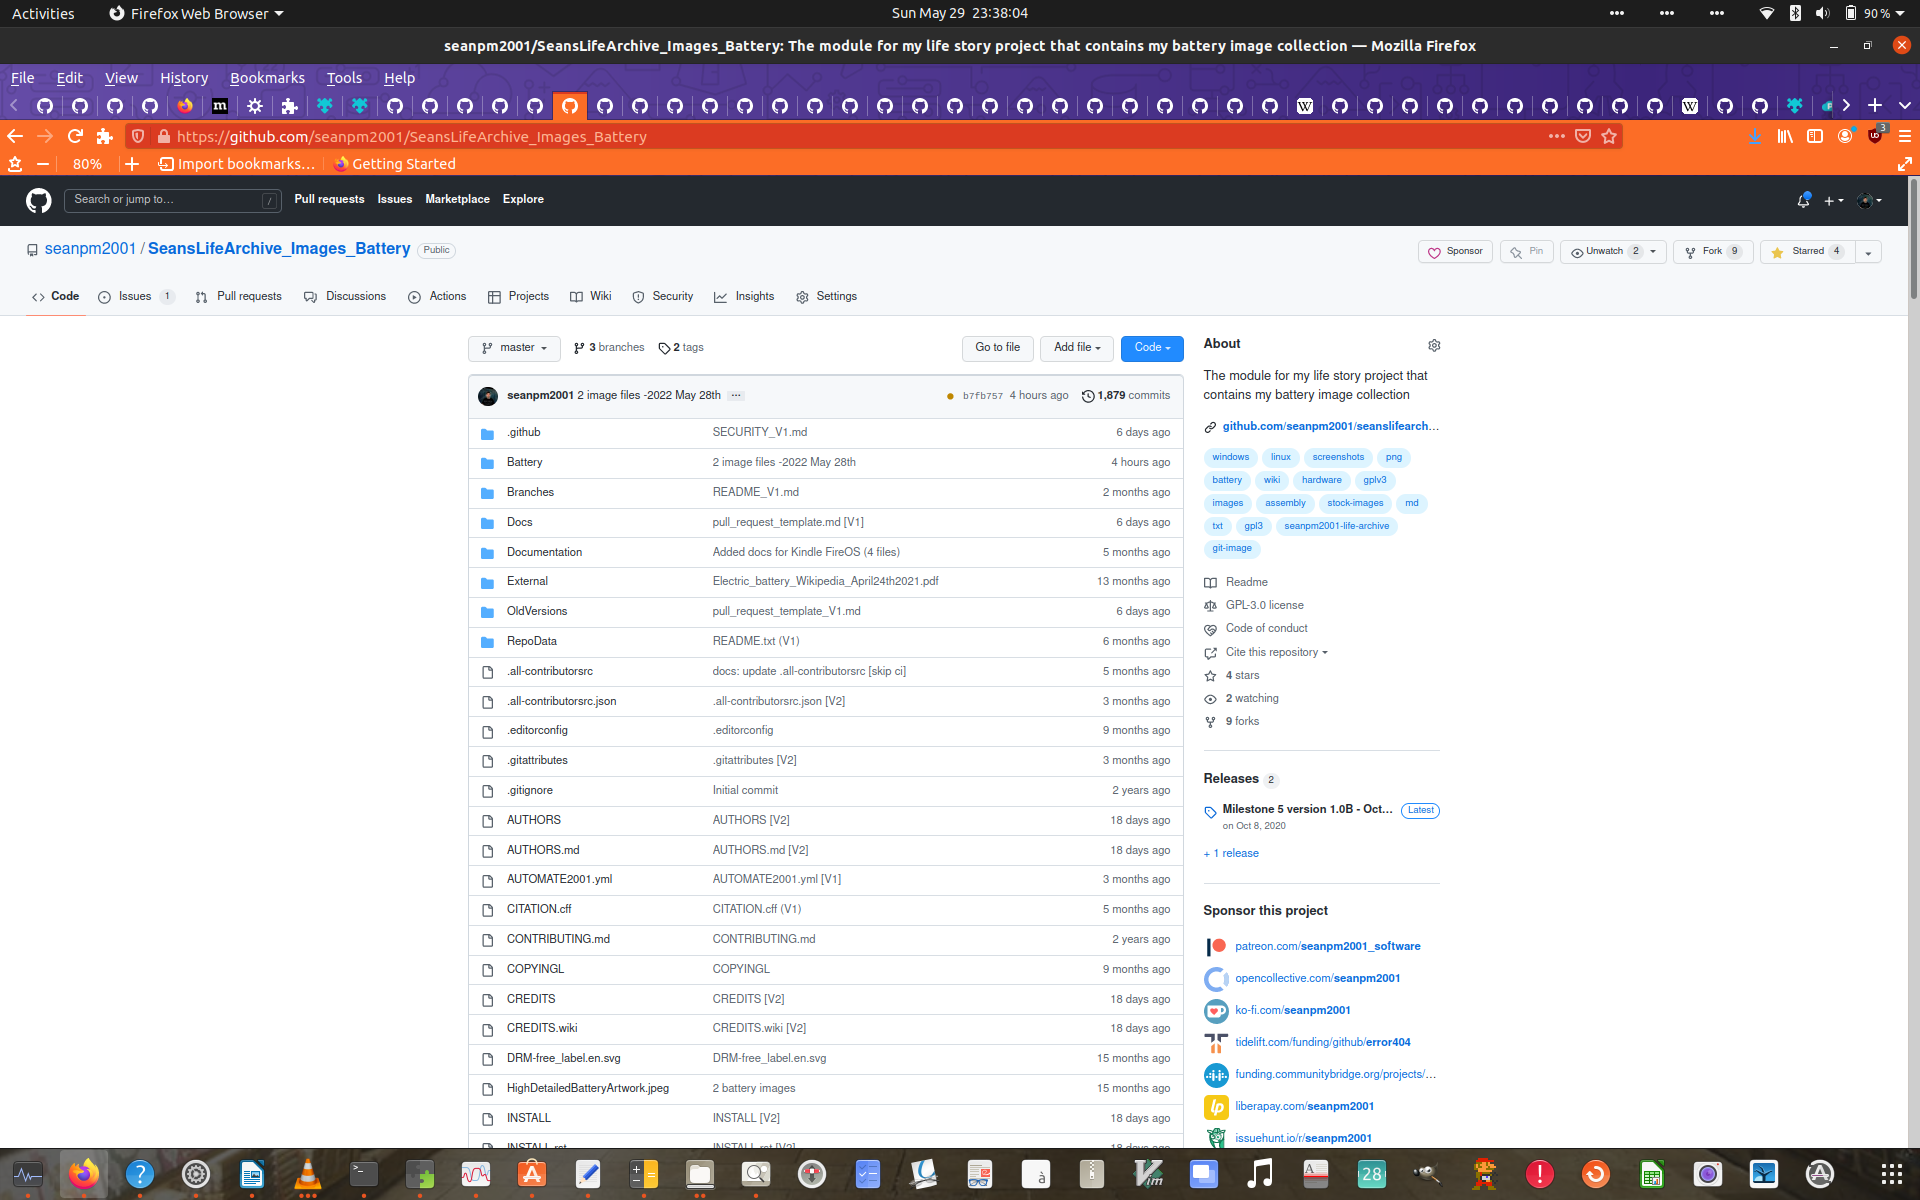 Activities Firefox Web Browser Sun May 29 23:38:04 90 %
seanpm2001/SeansLifeArchive_Images_Battery: The module for my life story project that contains my battery image collection — Mozilla Firefox
File Edit View History Bookmarks Tools Help
https://github.com/seanpm2001/SeansLifeArchive_Images_Battery 3
80% Import bookmarks… Getting Started
Search or jump to… / Pull requests Issues Marketplace Explore
seanpm2001 / SeansLifeArchive_Images_Battery Public Sponsor Pin Unwatch 2 Fork 9 Starred 4
Code Issues 1 Pull requests Discussions Actions Projects Wiki Security Insights Settings
master 3 branches 2 tags Go to file Add file Code
seanpm2001 2 image files -2022 May 28th ... b7fb757 4 hours ago 1,879 commits
.github SECURITY_V1.md 6 days ago
Battery 2 image files -2022 May 28th 4 hours ago
Branches README_V1.md 2 months ago
Docs pull_request_template.md [V1] 6 days ago
Documentation Added docs for Kindle FireOS (4 files) 5 months ago
External Electric_battery_Wikipedia_April24th2021.pdf 13 months ago
OldVersions pull_request_template_V1.md 6 days ago
RepoData README.txt (V1) 6 months ago
.all-contributorsrc docs: update .all-contributorsrc [skip ci] 5 months ago
.all-contributorsrc.json .all-contributorsrc.json [V2] 3 months ago
.editorconfig .editorconfig 9 months ago
.gitattributes .gitattributes [V2] 3 months ago
.gitignore Initial commit 2 years ago
AUTHORS AUTHORS [V2] 18 days ago
AUTHORS.md AUTHORS.md [V2] 18 days ago
AUTOMATE2001.yml AUTOMATE2001.yml [V1] 3 months ago
CITATION.cff CITATION.cff (V1) 5 months ago
CONTRIBUTING.md CONTRIBUTING.md 2 years ago
COPYINGL COPYINGL 9 months ago
CREDITS CREDITS [V2] 18 days ago
CREDITS.wiki CREDITS.wiki [V2] 18 days ago
DRM-free_label.en.svg DRM-free_label.en.svg 15 months ago
HighDetailedBatteryArtwork.jpeg 2 battery images 15 months ago
INSTALL INSTALL [V2] 18 days ago
INSTALL.rst INSTALL.rst [V2] 18 days ago
About
The module for my life story project that
contains my battery image collection
github.com/seanpm2001/seanslifearch…
windows linux screenshots png
battery wiki hardware gplv3
images assembly stock-images md
txt gpl3 seanpm2001-life-archive
git-image
Readme
GPL-3.0 license
Code of conduct
Cite this repository
4 stars
2 watching
9 forks
Releases 2
Milestone 5 version 1.0B - Oct… Latest
on Oct 8, 2020
+ 1 release
Sponsor this project
patreon.com/seanpm2001_software
opencollective.com/seanpm2001
ko-fi.com/seanpm2001
tidelift.com/funding/github/error404
funding.communitybridge.org/projects/…
liberapay.com/seanpm2001
issuehunt.io/r/seanpm2001
28